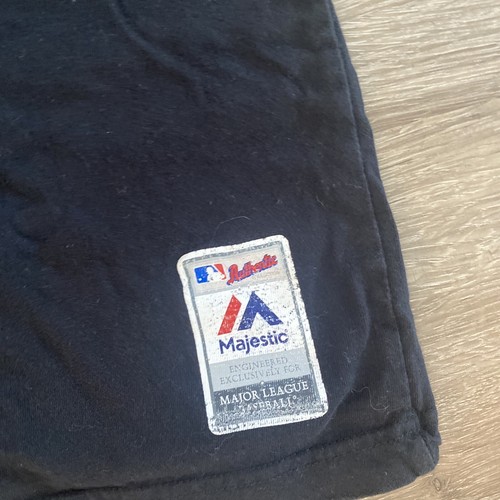 Authentic
Majestic®
ENGINEERED
EXCLUSIVELY FOR
MAJOR LEAGUE
BASEBALL®